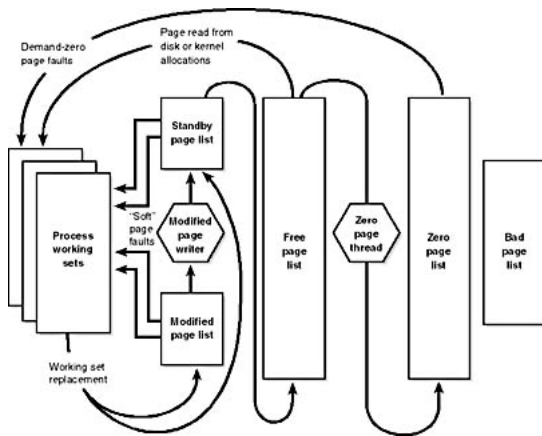 Demand-zero
page faults
Page read from
disk or kernel
allocations
Standby
page list
"Soft"
page
faults
Modified
page
writer
Process
working
sets
Free
page
list
Zero
page
thread
Zero
page
list
Bad
page
list
Modified
page list
Working set
replacement